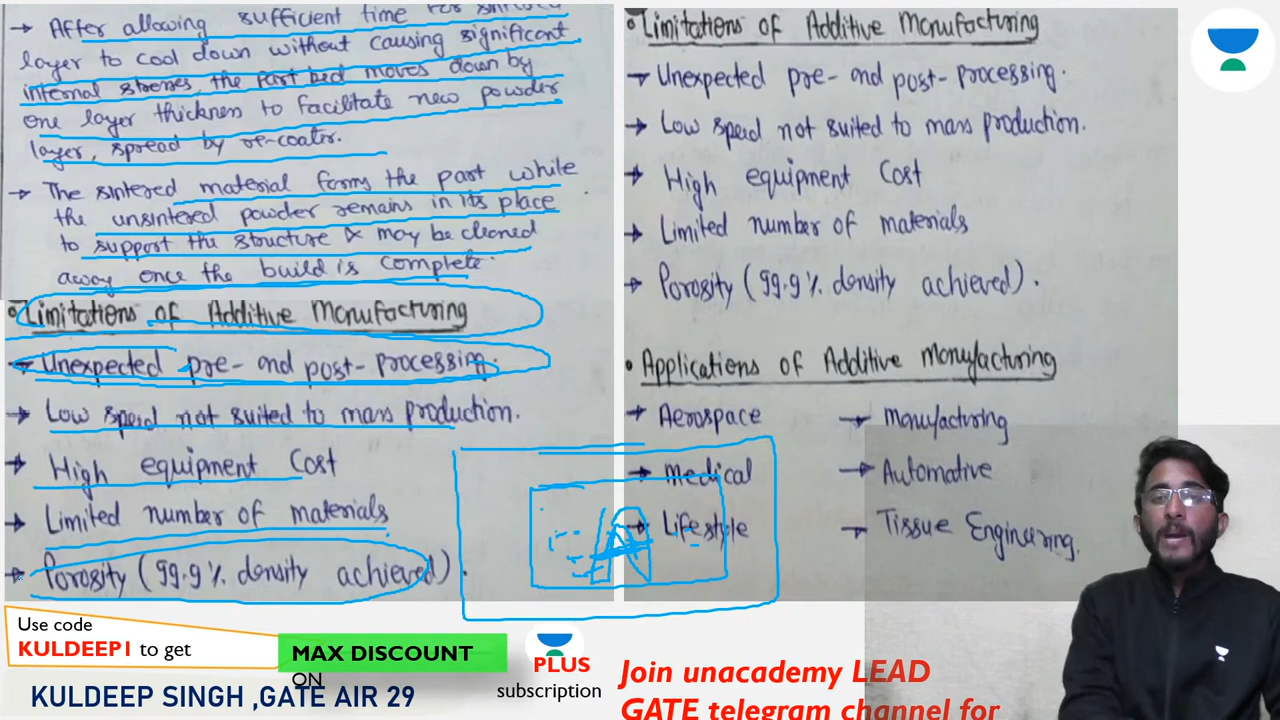 → After allowing sufficient time for sintered
layer to cool down without causing significant
internal stresses, the part bed moves down by
one layer thickness to facilitate new powder
layer, spread by re-coater.
→ The sintered material forms the part while
the unsintered powder remains in its place
to support the structure & may be cleaned
away once the build is complete.
• Limitations of Additive Manufacturing
→ Unexpected pre- and post-processing.
→ Low speed not suited to mass production.
→ High equipment Cost
→ Limited number of materials
→ Porosity (99.9% density achieved).
• Limitations of Additive Manufacturing
→ Unexpected pre- and post-processing.
→ Low speed not suited to mass production.
→ High equipment Cost
→ Limited number of materials
→ Porosity (99.9% density achieved).
• Applications of Additive Manufacturing
→ Aerospace → Manufacturing
→ Medical → Automative
→ Lifestyle → Tissue Engineering.
Use code
KULDEEP1 to get
MAX DISCOUNT
ON
PLUS
subscription
KULDEEP SINGH ,GATE AIR 29
Join unacademy LEAD
GATE telegram channel for